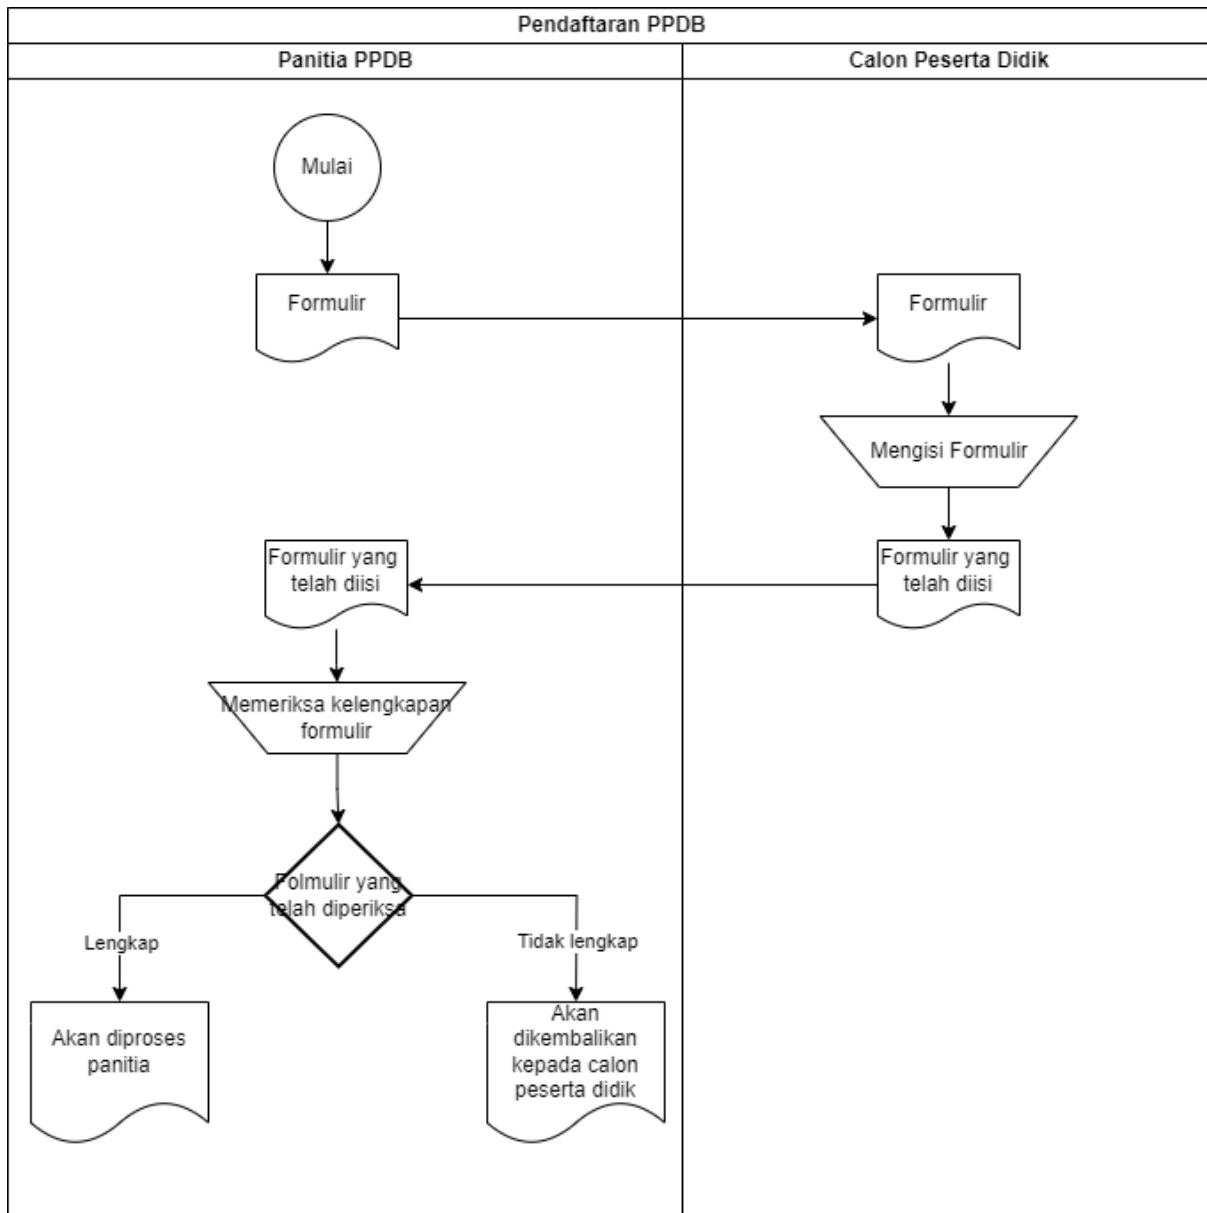 Pendaftaran PPDB
Panitia PPDB
Calon Peserta Didik
Mulai
Formulir
Formulir
Mengisi Formulir
Formulir yang
telah diisi
Formulir yang
telah diisi
Memeriksa kelengkapan
formulir
Folmulir yang
telah diperiksa
Lengkap
Tidak lengkap
Akan diproses
panitia
Akan
dikembalikan
kepada calon
peserta didik